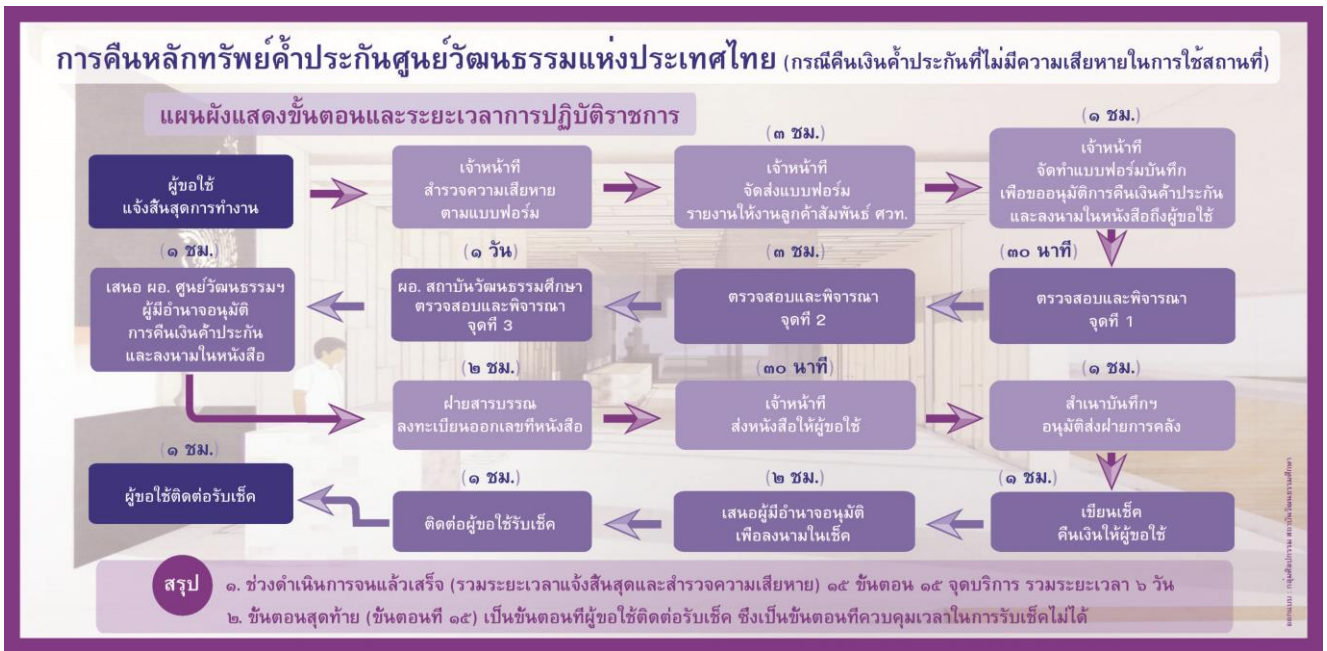 การคืนหลักทรัพย์ค้ำประกันศูนย์วัฒนธรรมแห่งประเทศไทย (กรณีคืนเงินค้ำประกันที่ไม่มีความเสียหายในการใช้สถานที่)
แผนผังแสดงขั้นตอนและระยะเวลาการปฏิบัติราชการ
ผู้ขอใช้
แจ้งสิ้นสุดการทำงาน
เจ้าหน้าที่
สำรวจความเสียหาย
ตามแบบฟอร์ม
(๓ ชม.)
เจ้าหน้าที่
จัดส่งแบบฟอร์ม
รายงานให้งานลูกค้าสัมพันธ์ ศวท.
(๑ ชม.)
เจ้าหน้าที่
จัดทำแบบฟอร์มบันทึก
เพื่อขออนุมัติการคืนเงินค้ำประกัน
และลงนามในหนังสือถึงผู้ขอใช้
(๓๐ นาที)
ตรวจสอบและพิจารณา
จุดที่ 1
(๓ ชม.)
ตรวจสอบและพิจารณา
จุดที่ 2
(๑ วัน)
ผอ. สถาบันวัฒนธรรมศึกษา
ตรวจสอบและพิจารณา
จุดที่ 3
(๑ ชม.)
เสนอ ผอ. ศูนย์วัฒนธรรมฯ
ผู้มีอำนาจอนุมัติ
การคืนเงินค้ำประกัน
และลงนามในหนังสือ
(๒ ชม.)
ฝ่ายสารบรรณ
ลงทะเบียนออกเลขที่หนังสือ
(๓๐ นาที)
เจ้าหน้าที่
ส่งหนังสือให้ผู้ขอใช้
(๑ ชม.)
สำเนาบันทึกฯ
อนุมัติส่งฝ่ายการคลัง
(๑ ชม.)
เขียนเช็ค
คืนเงินให้ผู้ขอใช้
(๒ ชม.)
เสนอผู้มีอำนาจอนุมัติ
เพื่อลงนามในเช็ค
(๑ ชม.)
ติดต่อผู้ขอใช้รับเช็ค
(๑ ชม.)
ผู้ขอใช้ติดต่อรับเช็ค
สรุป
๑. ช่วงดำเนินการจนแล้วเสร็จ (รวมระยะเวลาแจ้งสิ้นสุดและสำรวจความเสียหาย) ๑๕ ขั้นตอน ๑๕ จุดบริการ รวมระยะเวลา ๖ วัน
๒. ขั้นตอนสุดท้าย (ขั้นตอนที่ ๑๕) เป็นขั้นตอนที่ผู้ขอใช้ติดต่อรับเช็ค ซึ่งเป็นขั้นตอนที่ควบคุมเวลาในการรับเช็คไม่ได้
ออกแบบ : กลุ่มศิลปกรรม สถาบันวัฒนธรรมศึกษา